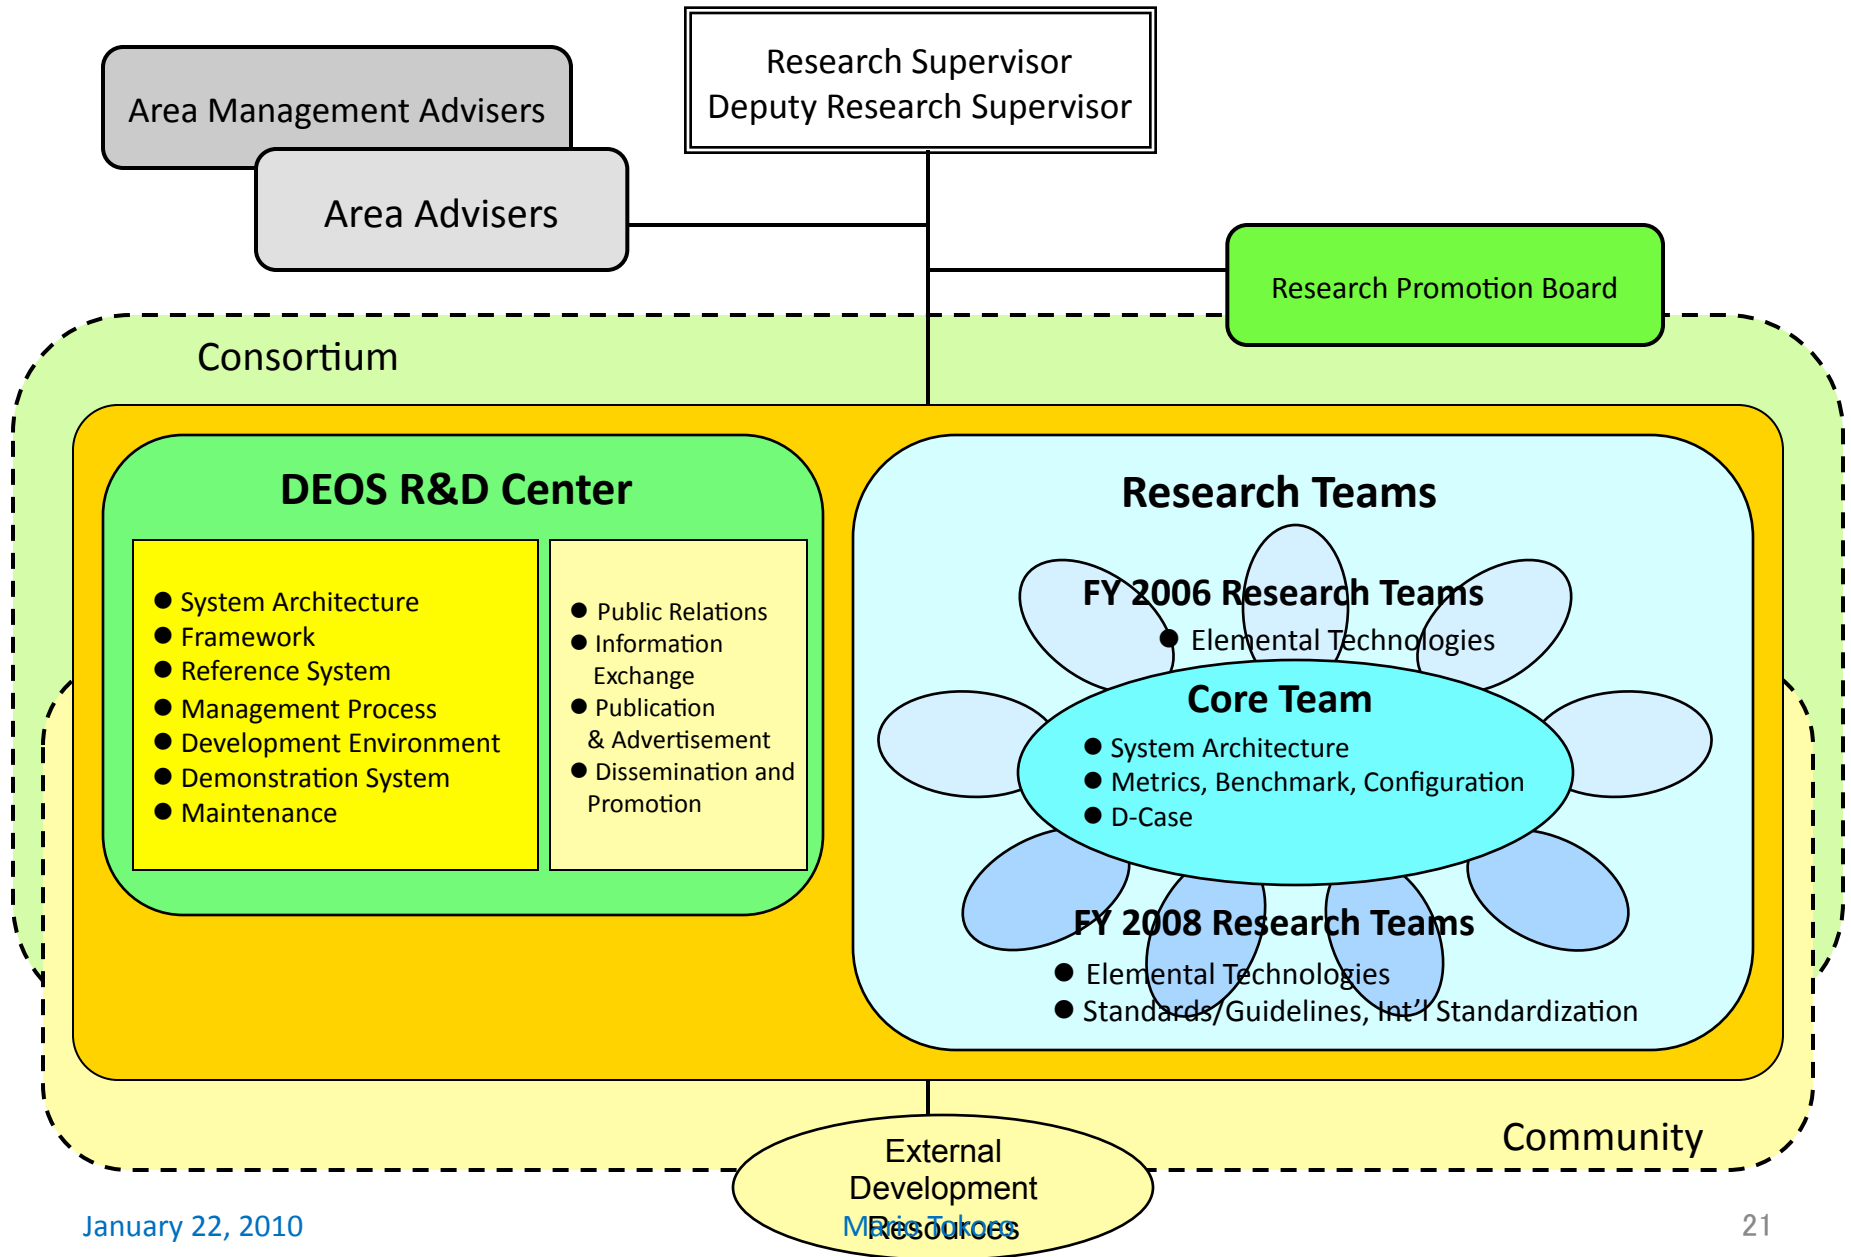 Research Supervisor
Deputy Research Supervisor
Area Management Advisers
Area Advisers
Research Promotion Board
Consortium
DEOS R&D Center
● System Architecture
● Framework
● Reference System
● Management Process
● Development Environment
● Demonstration System
● Maintenance
● Public Relations
● Information
Exchange
● Publication
& Advertisement
● Dissemination and
Promotion
Research Teams
FY 2006 Research Teams
● Elemental Technologies
Core Team
● System Architecture
● Metrics, Benchmark, Configuration
● D-Case
FY 2008 Research Teams
● Elemental Technologies
● Standards/Guidelines, Int’l Standardization
Community
External
Development
Resources
January 22, 2010
Mario Tokoro
21